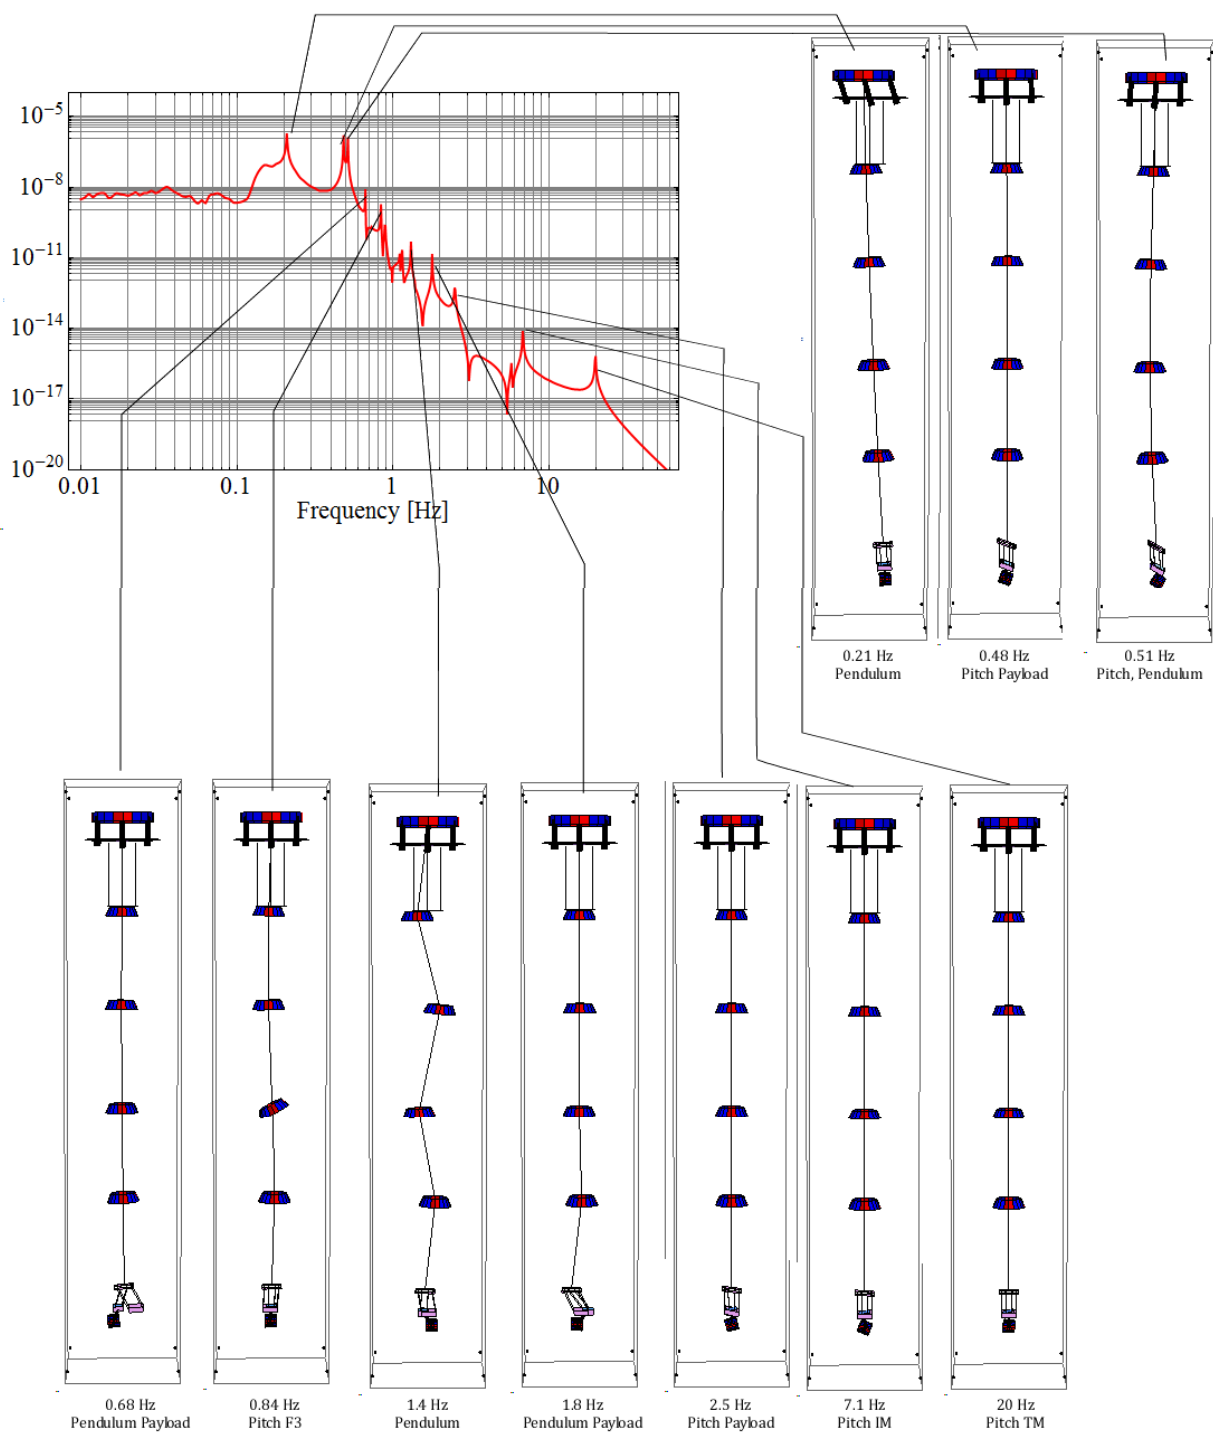 10⁻⁵
10⁻⁸
10⁻¹¹
10⁻¹⁴
10⁻¹⁷
10⁻²⁰
0.01 0.1 1 10
Frequency [Hz]
0.21 Hz
Pendulum
0.48 Hz
Pitch Payload
0.51 Hz
Pitch, Pendulum
0.68 Hz
Pendulum Payload
0.84 Hz
Pitch F3
1.4 Hz
Pendulum
1.8 Hz
Pendulum Payload
2.5 Hz
Pitch Payload
7.1 Hz
Pitch IM
20 Hz
Pitch TM